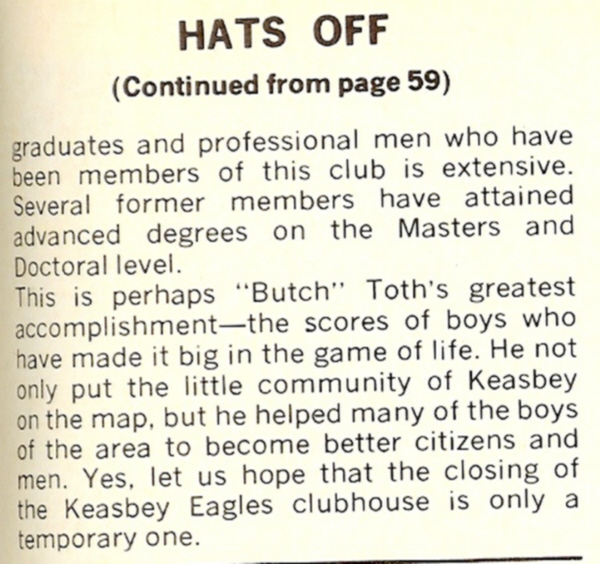 HATS OFF
(Continued from page 59)
graduates and professional men who have
been members of this club is extensive.
Several former members have attained
advanced degrees on the Masters and
Doctoral level.
This is perhaps "Butch" Toth's greatest
accomplishment—the scores of boys who
have made it big in the game of life. He not
only put the little community of Keasbey
on the map, but he helped many of the boys
of the area to become better citizens and
men. Yes, let us hope that the closing of
the Keasbey Eagles clubhouse is only a
temporary one.